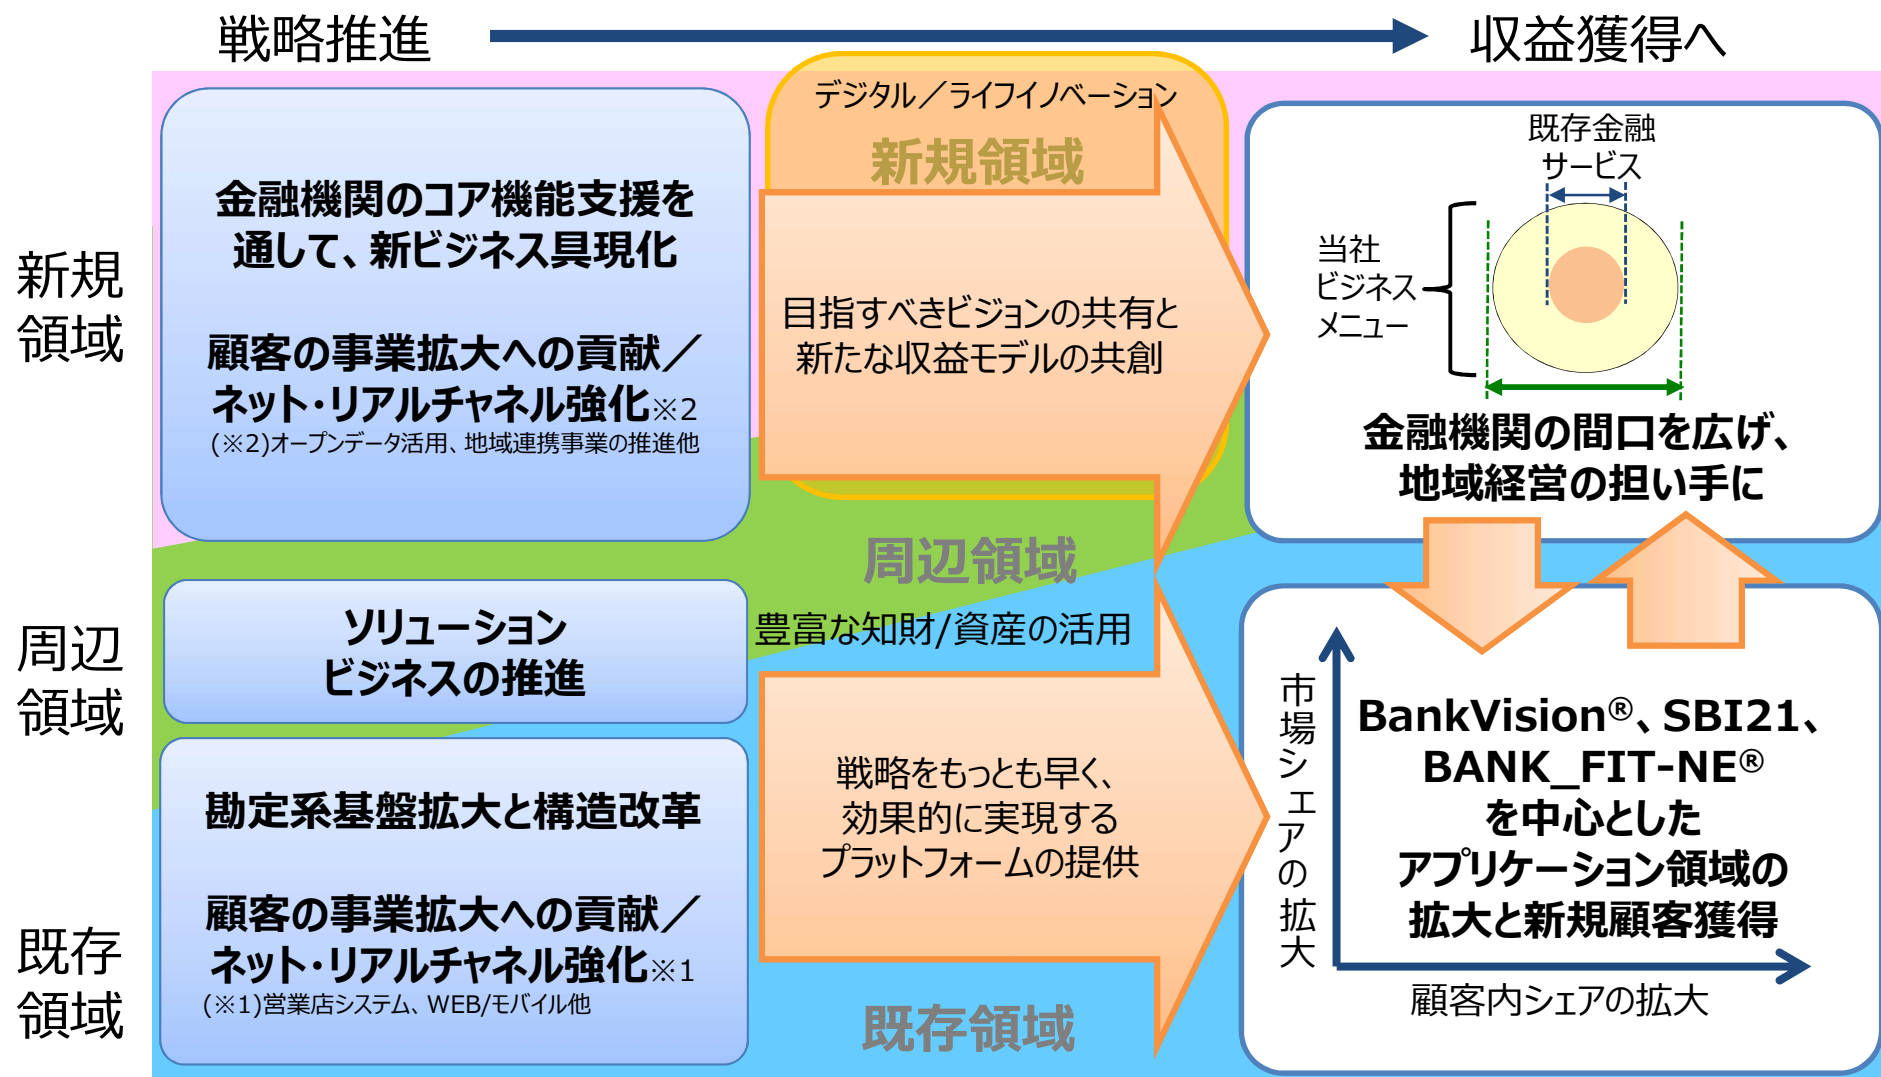 戦略推進
収益獲得へ
新規
領域
周辺
領域
既存
領域
金融機関のコア機能支援を
通して、新ビジネス具現化
顧客の事業拡大への貢献／
ネット・リアルチャネル強化※2
(※2)オープンデータ活用、地域連携事業の推進他
ソリューション
ビジネスの推進
勘定系基盤拡大と構造改革
顧客の事業拡大への貢献／
ネット・リアルチャネル強化※1
(※1)営業店システム、WEB/モバイル他
デジタル／ライフイノベーション
新規領域
目指すべきビジョンの共有と
新たな収益モデルの共創
周辺領域
豊富な知財/資産の活用
戦略をもっとも早く、
効果的に実現する
プラットフォームの提供
既存領域
既存金融
サービス
当社
ビジネス
メニュー
金融機関の間口を広げ、
地域経営の担い手に
市場シェアの拡大
BankVision®、SBI21、
BANK_FIT-NE®
を中心とした
アプリケーション領域の
拡大と新規顧客獲得
顧客内シェアの拡大